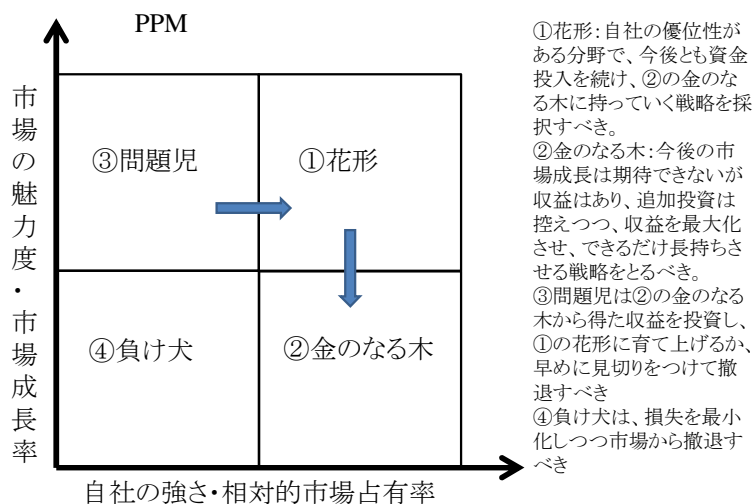 PPM
市場の魅力度・市場成長率
③問題児
①花形
④負け犬
②金のなる木
自社の強さ・相対的市場占有率
①花形：自社の優位性が
ある分野で、今後とも資金
投入を続け、②の金のな
る木に持っていく戦略を採
択すべき。
②金のなる木：今後の市
場成長は期待できないが
収益はあり、追加投資は
控えつつ、収益を最大化
させ、できるだけ長持ちさ
せる戦略をとるべき。
③問題児は②の金のなる
木から得た収益を投資し、
①の花形に育て上げるか、
早めに見切りをつけて撤
退すべき
④負け犬は、損失を最小
化しつつ市場から撤退す
べき